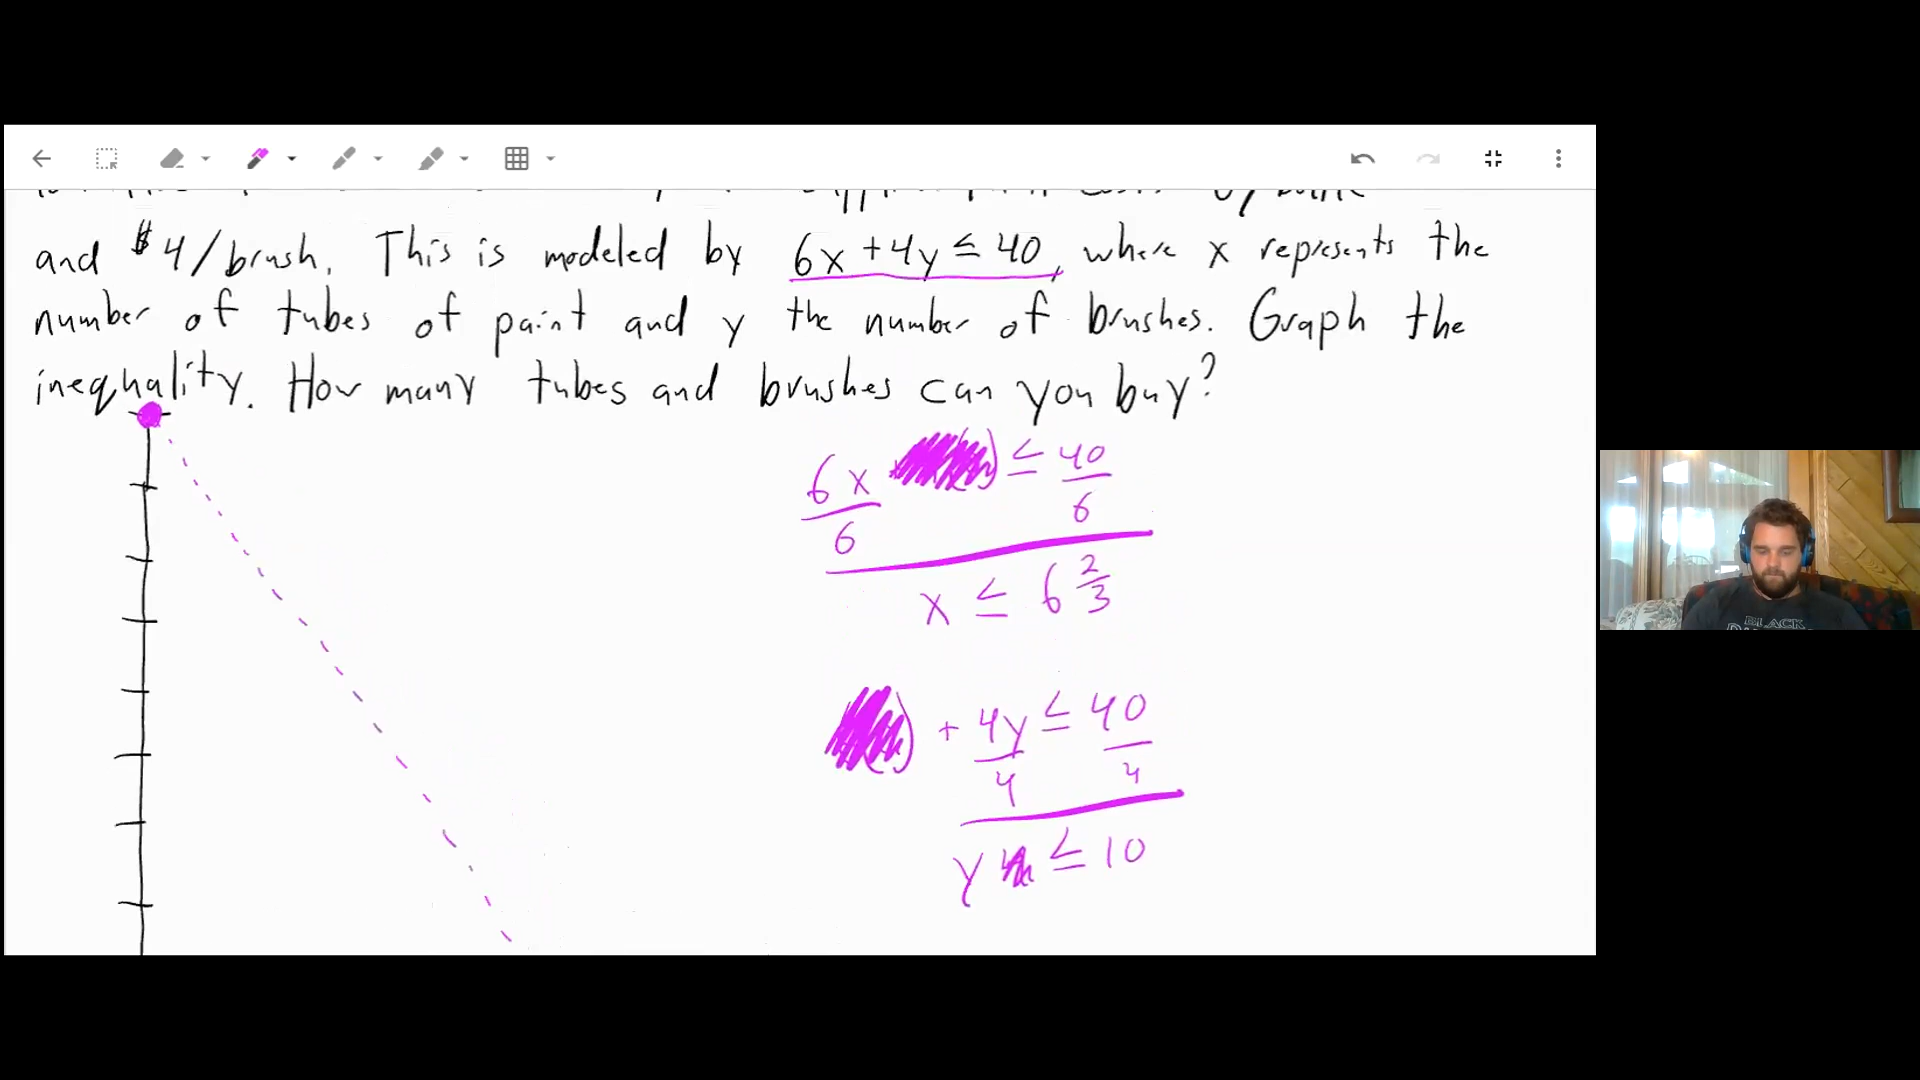 and $4/brush. This is modeled by 6x + 4y ≤ 40, where x represents the
number of tubes of paint and y the number of brushes. Graph the
inequality. How many tubes and brushes can you buy?
6x ≤ 40
6 6
x ≤ 6 2/3
+ 4y ≤ 40
4 4
y ≤ 10
BLACK